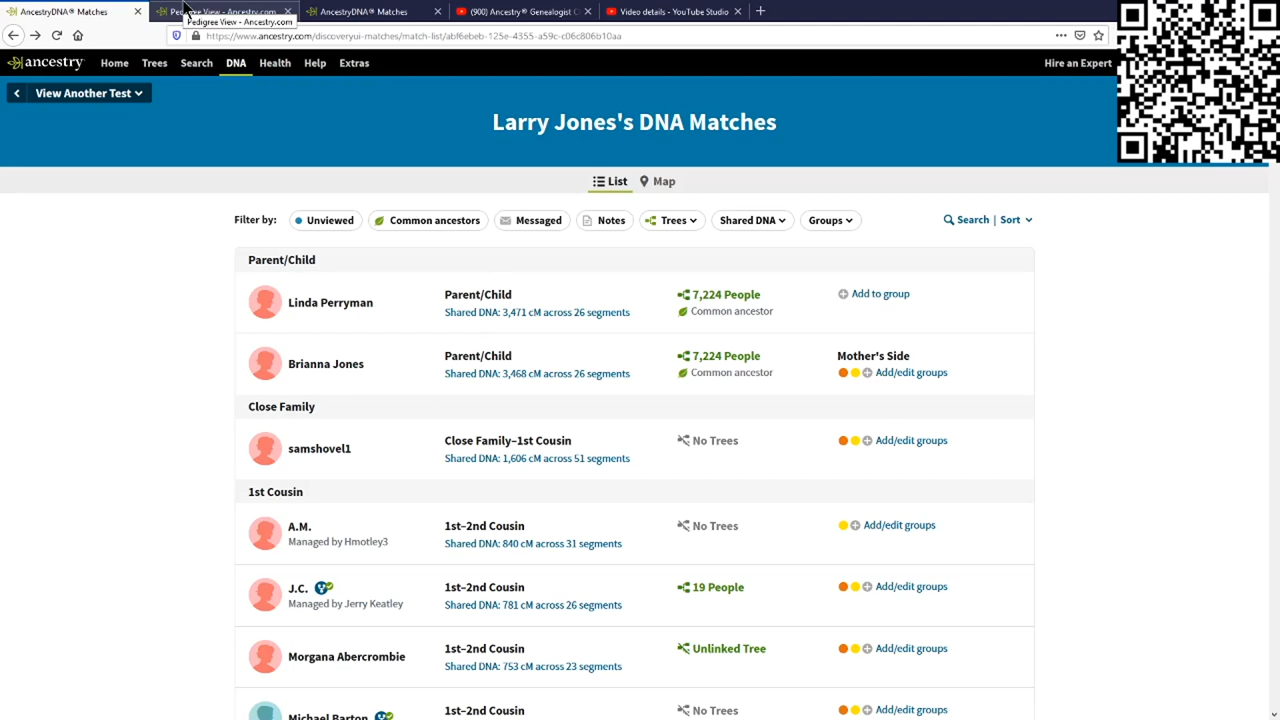 AncestryDNA® Matches
Pedigree View - Ancestry.com
AncestryDNA® Matches
(900) Ancestry® Genealogist
Video details - YouTube Studio
Pedigree View - Ancestry.com
https://www.ancestry.com/discoveryui-matches/match-list/abf6ebeb-125e-4355-a59c-c06c806b10aa
ancestry Home Trees Search DNA Health Help Extras Hire an Expert
View Another Test
Larry Jones's DNA Matches
List Map
Filter by: Unviewed Common ancestors Messaged Notes Trees Shared DNA Groups Search | Sort
Parent/Child
Linda Perryman
Parent/Child
Shared DNA: 3,471 cM across 26 segments
7,224 People
Common ancestor
Add to group
Brianna Jones
Parent/Child
Shared DNA: 3,468 cM across 26 segments
7,224 People
Common ancestor
Mother's Side
Add/edit groups
Close Family
samshovel1
Close Family–1st Cousin
Shared DNA: 1,606 cM across 51 segments
No Trees
Add/edit groups
1st Cousin
A.M.
Managed by Hmotley3
1st–2nd Cousin
Shared DNA: 840 cM across 31 segments
No Trees
Add/edit groups
J.C.
Managed by Jerry Keatley
1st–2nd Cousin
Shared DNA: 781 cM across 26 segments
19 People
Add/edit groups
Morgana Abercrombie
1st–2nd Cousin
Shared DNA: 753 cM across 23 segments
Unlinked Tree
Add/edit groups
Michael Barton
1st–2nd Cousin
No Trees
Add/edit groups